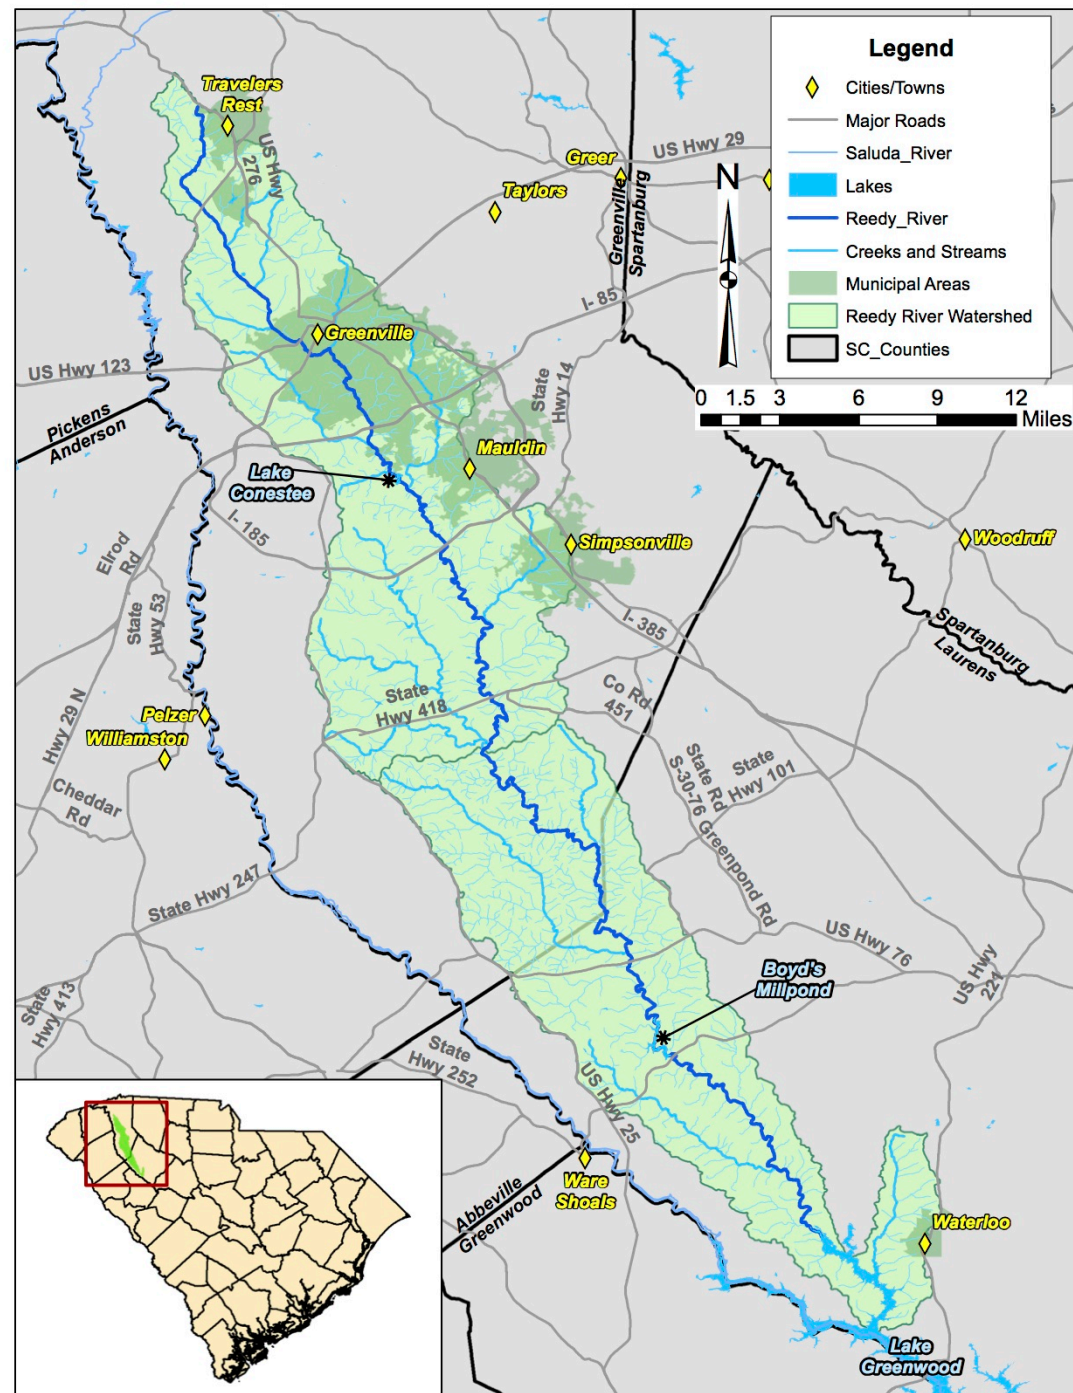 Legend
Cities/Towns
Major Roads
Saluda_River
Lakes
Reedy_River
Creeks and Streams
Municipal Areas
Reedy River Watershed
SC_Counties
N
0 1.5 3 6 9 12 Miles
Travelers
Rest
US Hwy
276
Greer
US Hwy 29
Taylors
Greenville
Spartanburg
I- 85
Greenville
US Hwy 123
State
Hwy 14
Pickens
Anderson
Mauldin
Lake
Conestee
I- 185
Elrod
Rd
Simpsonville
Woodruff
State
Hwy 53
I- 385
Spartanburg
Laurens
Hwy 29 N
Pelzer
Williamston
State
Hwy 418
Co Rd
451
State Rd
S-30-76 Greenpond Rd
State
Hwy 101
Cheddar
Rd
State Hwy 247
US Hwy 76
State
Hwy 413
Boyd's
Millpond
US Hwy
221
State
Hwy 252
US Hwy 25
Ware
Shoals
Abbeville
Greenwood
Waterloo
Lake
Greenwood